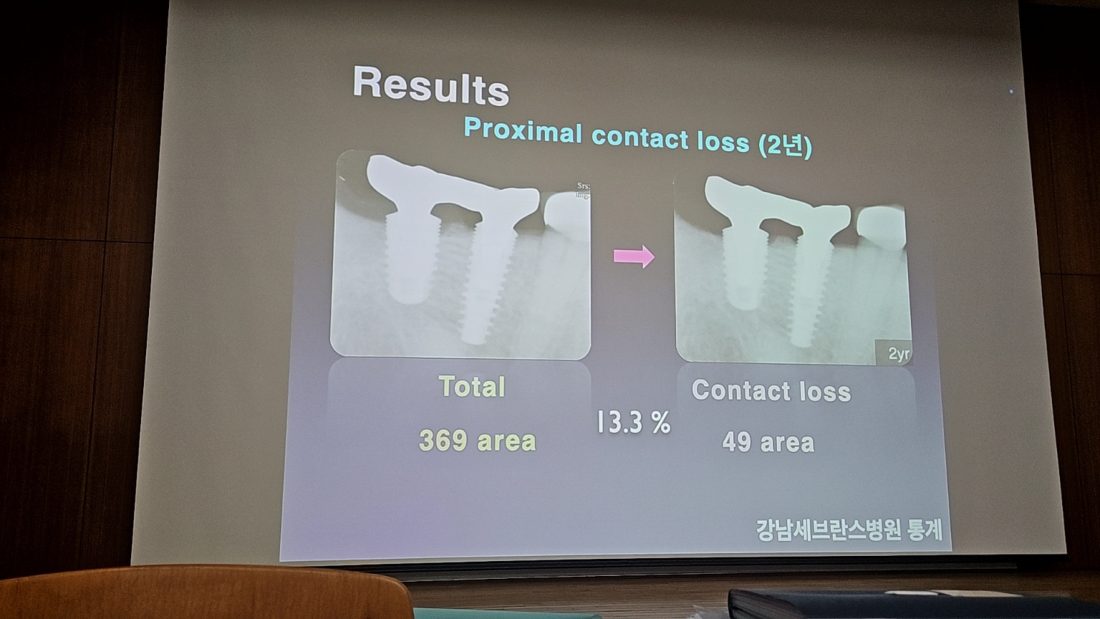 Results
Proximal contact loss (2년)
2yr
Total
Contact loss
13.3 %
369 area
49 area
강남세브란스병원 통계